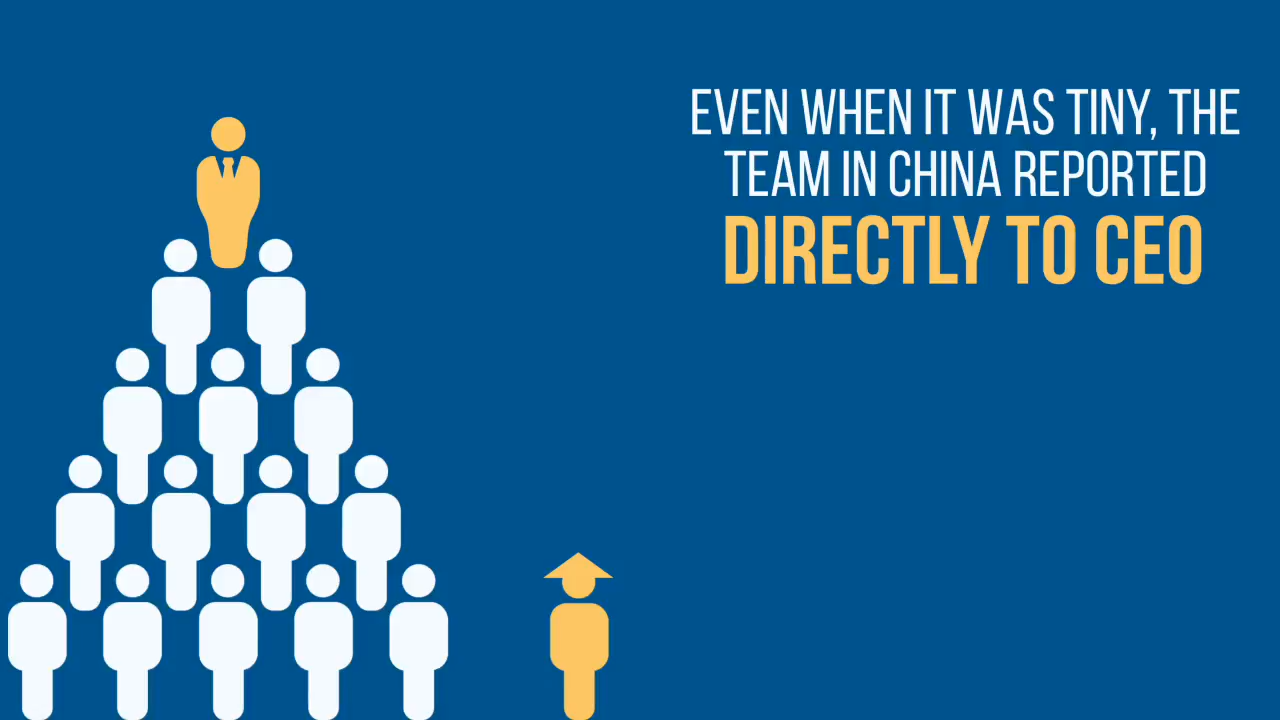 EVEN WHEN IT WAS TINY, THE
TEAM IN CHINA REPORTED
DIRECTLY TO CEO